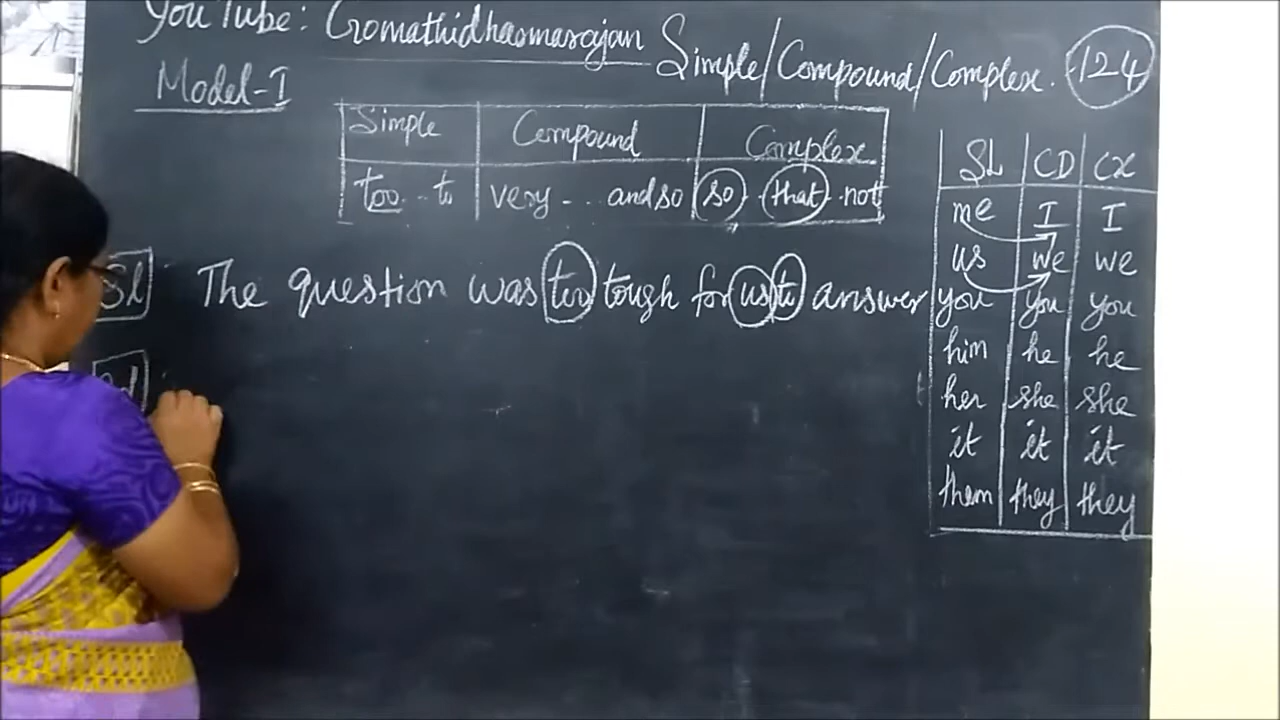 YouTube: Gomathidharmarajan Simple/Compound/Complex. 124
Model-I
Simple Compound Complex
too..to very... and so so..that..not
SL The question was too tough for us to answer
Cd
SL CD CX
me I I
us we we
you you you
him he he
her she she
it it it
them they they